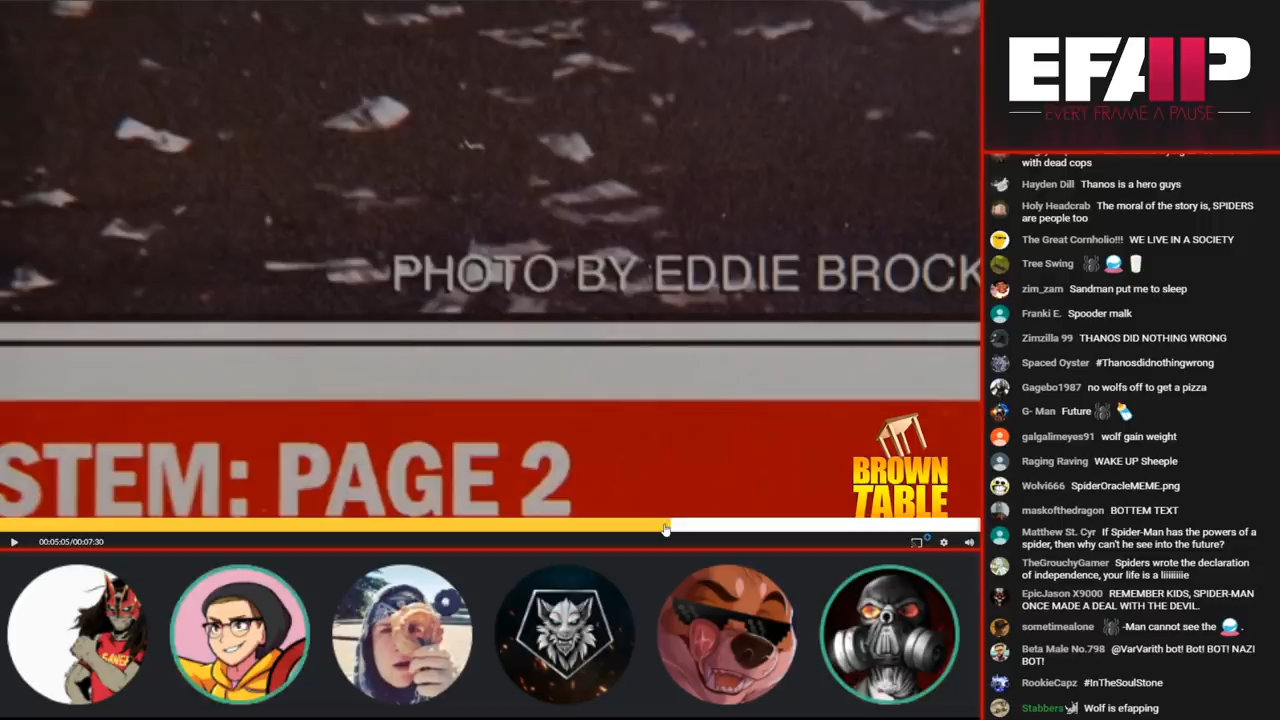 PHOTO BY EDDIE BROCK
STEM: PAGE 2
BROWN
TABLE
00:05:05/00:07:30
EFAP
EVERY FRAME A PAUSE
with dead cops
Hayden Dill Thanos is a hero guys
Holy Headcrab The moral of the story is, SPIDERS
are people too
The Great Cornholio!!! WE LIVE IN A SOCIETY
Tree Swing 🕷🔮🥛
zim_zam Sandman put me to sleep
Franki E. Spooder malk
Zimzilla 99 THANOS DID NOTHING WRONG
Spaced Oyster #Thanosdidnothingwrong
Gagebo1987 no wolfs off to get a pizza
G- Man Future 🕷🍼
galgalimeyes91 wolf gain weight
Raging Raving WAKE UP Sheeple
Wolvi666 SpiderOracleMEME.png
maskofthedragon BOTTEM TEXT
Matthew St. Cyr If Spider-Man has the powers of a
spider, then why can't he see into the future?
TheGrouchyGamer Spiders wrote the declaration
of independence, your life is a liiiiiiiie
EpicJason X9000 REMEMBER KIDS, SPIDER-MAN
ONCE MADE A DEAL WITH THE DEVIL.
sometimealone 🕷-Man cannot see the 🔮.
Beta Male No.798 @VarVarith bot! Bot! BOT! NAZI
BOT!
RookieCapz #InTheSoulStone
Stabbers Wolf is efapping